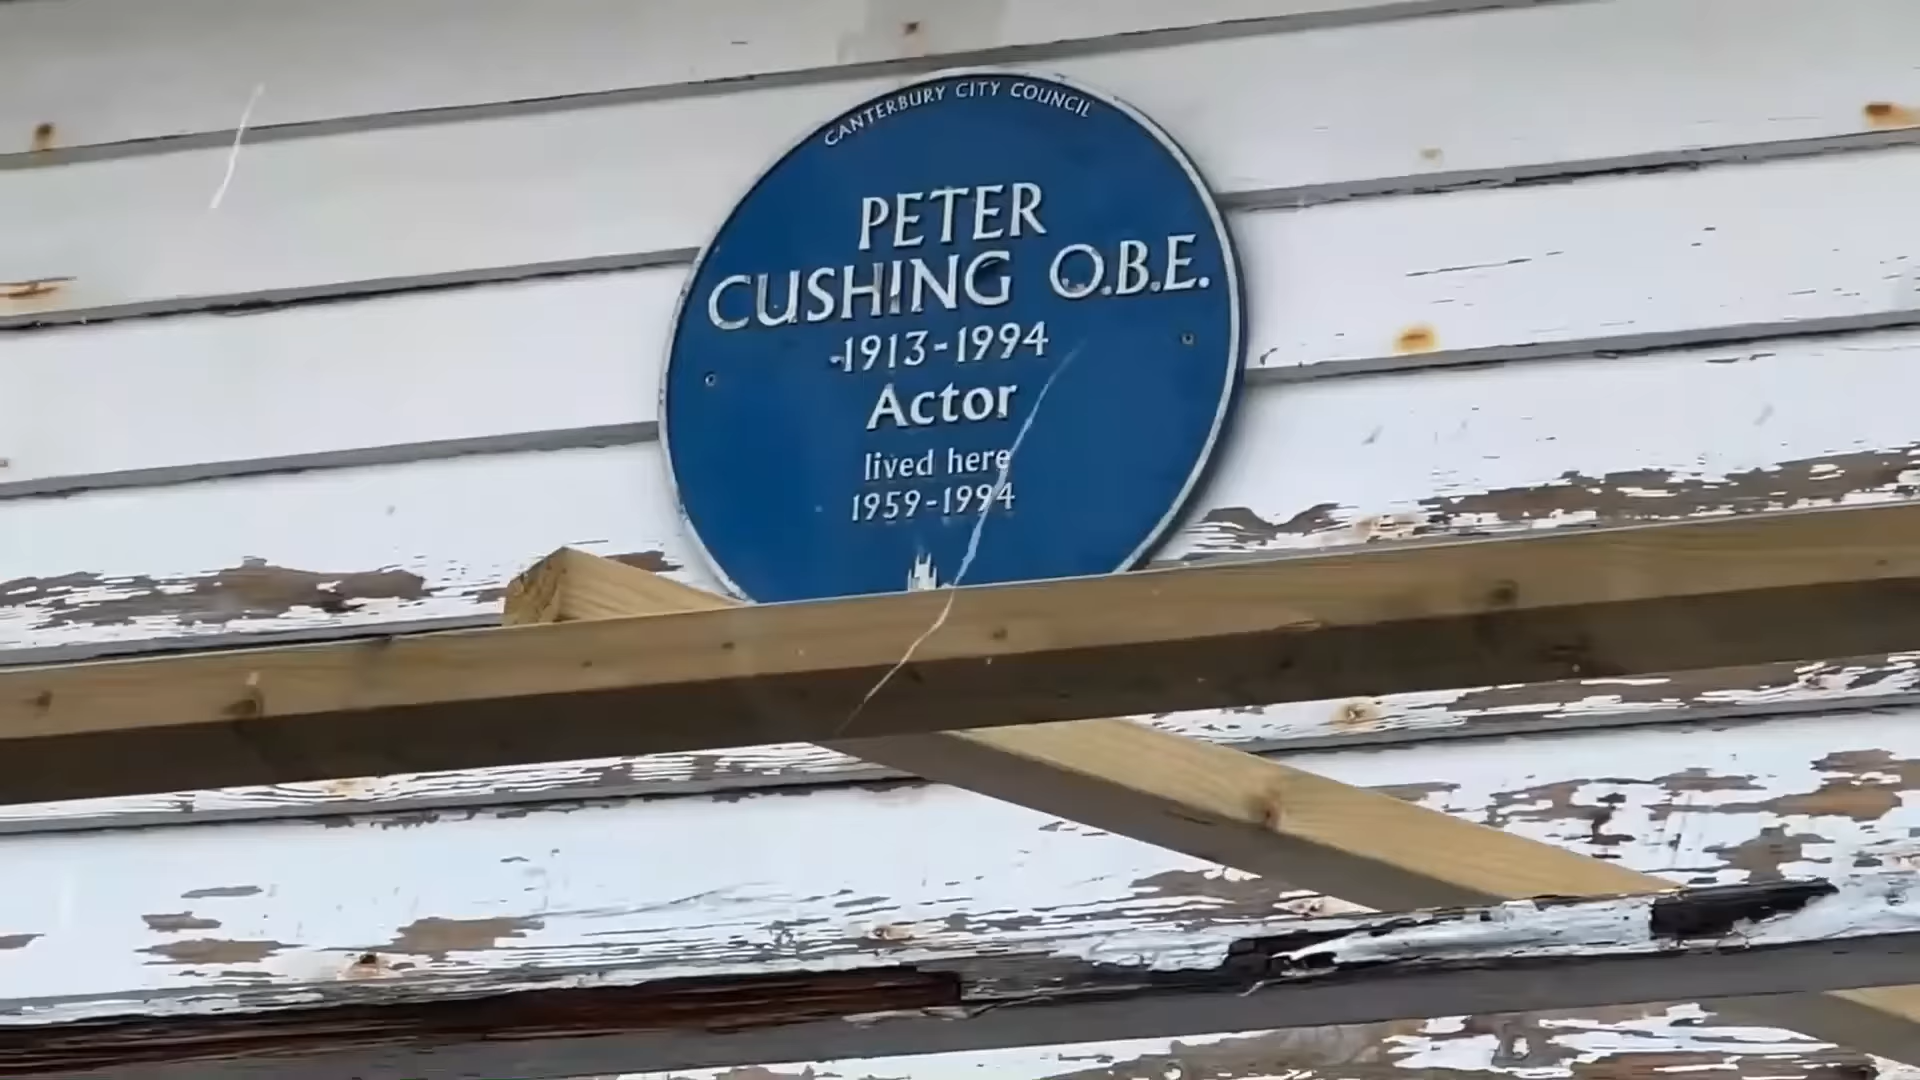 CANTERBURY CITY COUNCIL
PETER
CUSHING O.B.E.
1913-1994
Actor
lived here
1959-1994